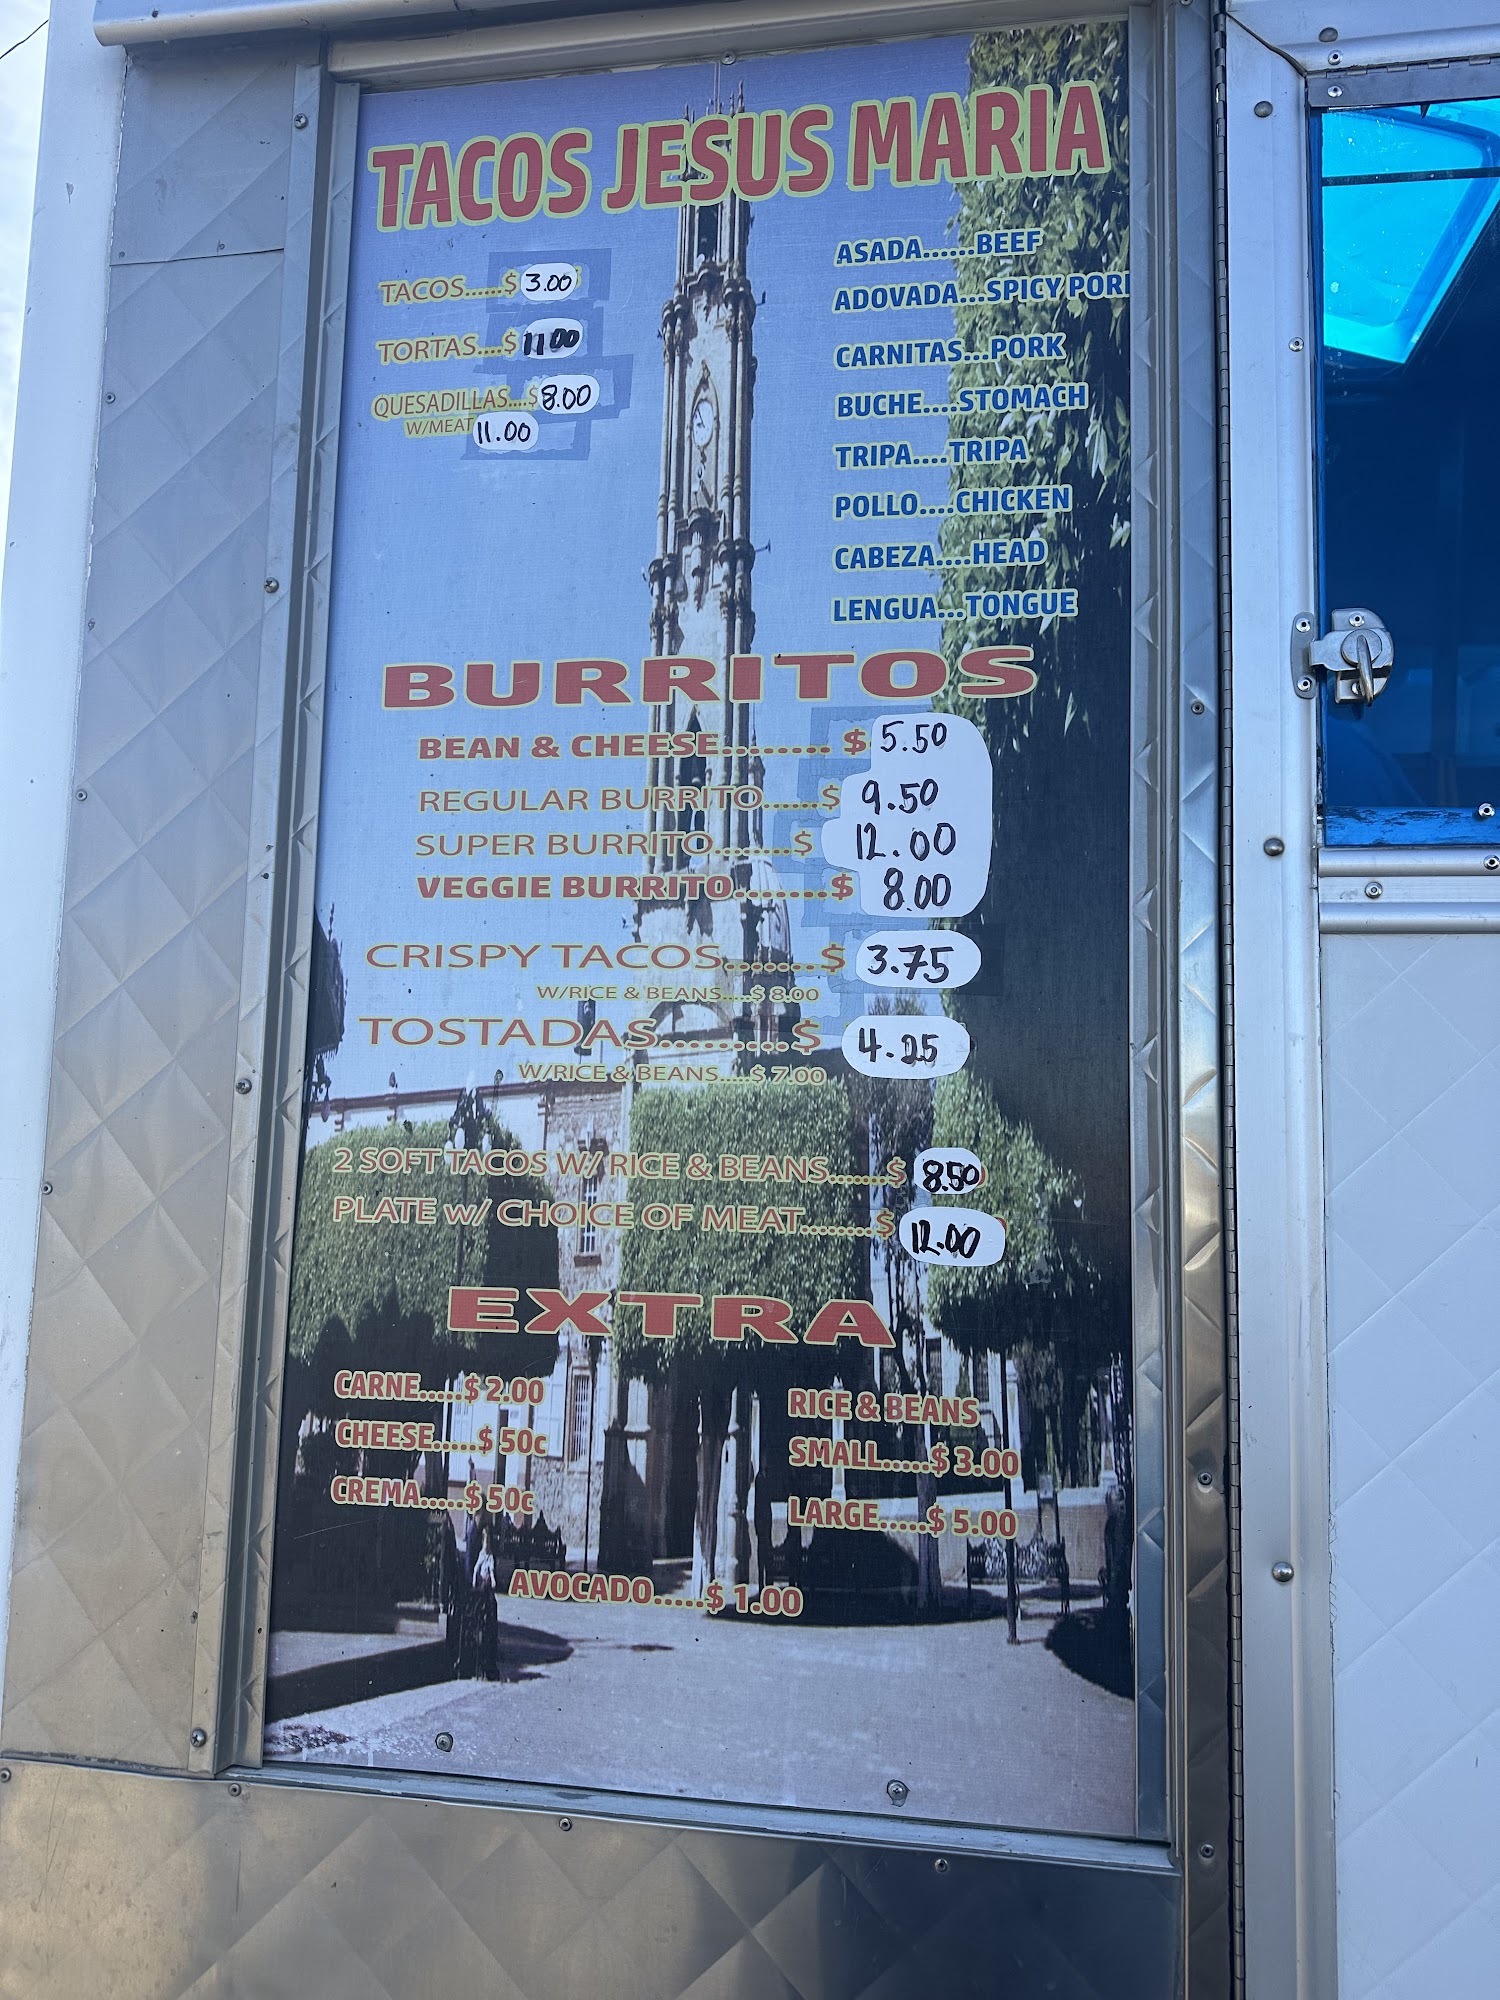 TACOS JESUS MARIA
TACOS......$ 3.00
TORTAS....$ 11.00
QUESADILLAS....$ 8.00
W/MEAT 11.00
ASADA......BEEF
ADOVADA...SPICY PORK
CARNITAS...PORK
BUCHE....STOMACH
TRIPA....TRIPA
POLLO....CHICKEN
CABEZA....HEAD
LENGUA...TONGUE
BURRITOS
BEAN & CHEESE........ $ 5.50
REGULAR BURRITO......$ 9.50
SUPER BURRITO........$ 12.00
VEGGIE BURRITO.......$ 8.00
CRISPY TACOS.......$ 3.75
W/RICE & BEANS.....$ 8.00
TOSTADAS.........$ 4.25
W/RICE & BEANS.....$ 7.00
2 SOFT TACOS W/ RICE & BEANS.......$ 8.50
PLATE w/ CHOICE OF MEAT........$ 12.00
EXTRA
CARNE.....$ 2.00
CHEESE.....$ 50c
CREMA.....$ 50c
RICE & BEANS
SMALL.....$ 3.00
LARGE.....$ 5.00
AVOCADO.....$ 1.00